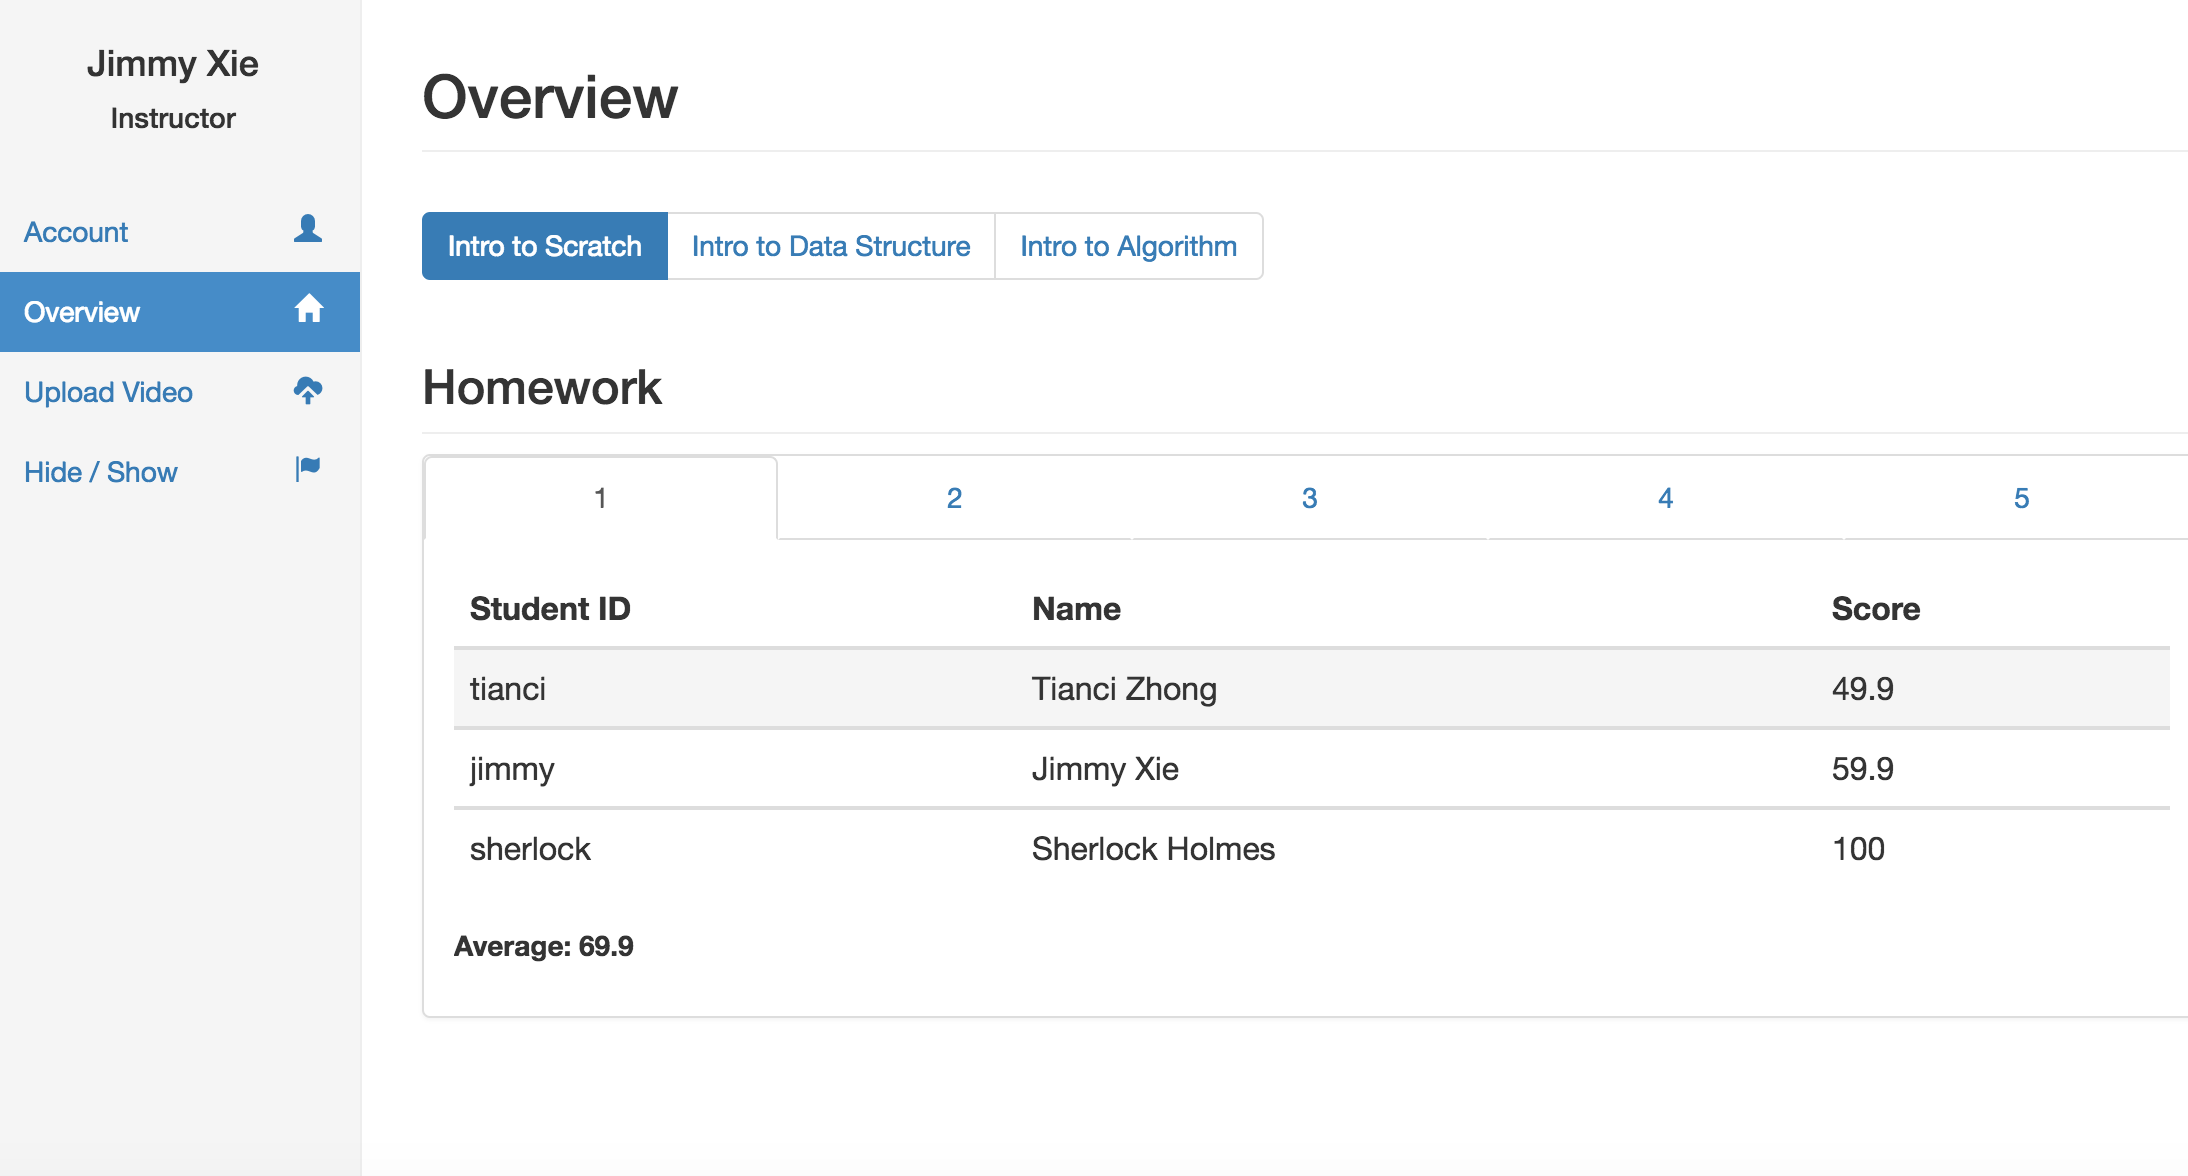 Jimmy Xie
Instructor
Account
Overview
Upload Video
Hide / Show
Overview
Intro to Scratch Intro to Data Structure Intro to Algorithm
Homework
1 2 3 4 5
Student ID Name Score
tianci Tianci Zhong 49.9
jimmy Jimmy Xie 59.9
sherlock Sherlock Holmes 100
Average: 69.9